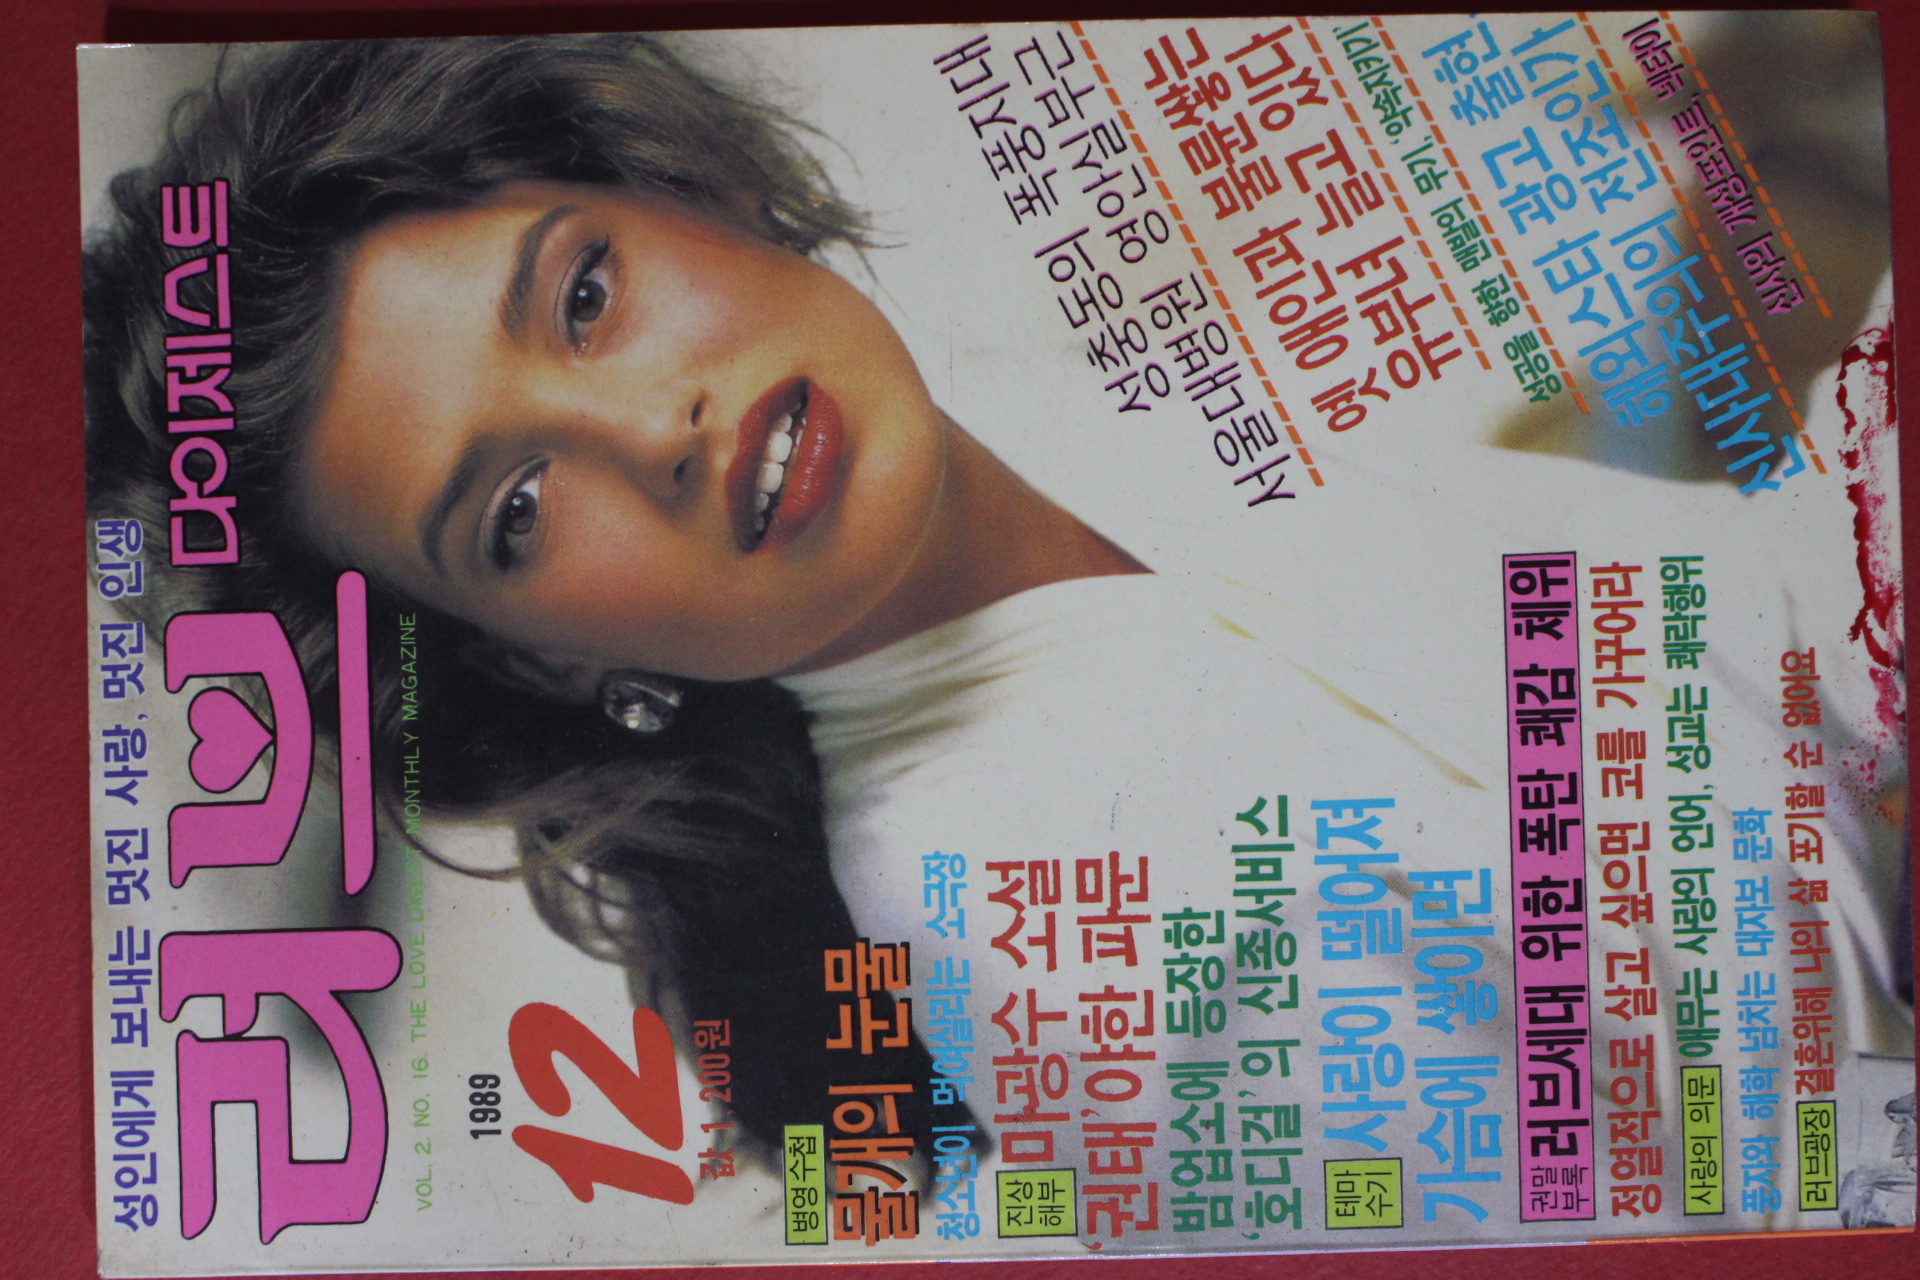 성인에게 보내는 멋진 사랑, 멋진 인생
러브 다이제스트
VOL. 2. NO. 16. THE LOVE DIGEST MONTHLY MAGAZINE
1989
12
값 1,200원
병영수첩
물개의 눈물
청소년이 먹여살리는 소극장
진상해부
마광수 소설
'권태'야한 파문
밤업소에 등장한
'호디걸'의 신종서비스
테마수기
사랑이 떨어져
가슴에 쌓이면
권말부록
러브세대 위한 폭탄 쾌감 체위
정열적으로 살고 싶으면 코를 가꾸어라
사랑의 의문
애무는 사랑의 언어, 성교는 쾌락행위
풍자와 해학 넘치는 대자보 문화
러브광장
결혼위해 나의 삶 포기할 순 없어요
성충동의 폭풍지대
서울대병원 영안실 부근
옛 애인과 불륜쌓는
유부녀 늘고 있다
성공을 향한 맨발의 무기, '약속지키기'
해외스타 광고 출현
신사대주의의 전조인가
신사의 개성포인트, 넥타이